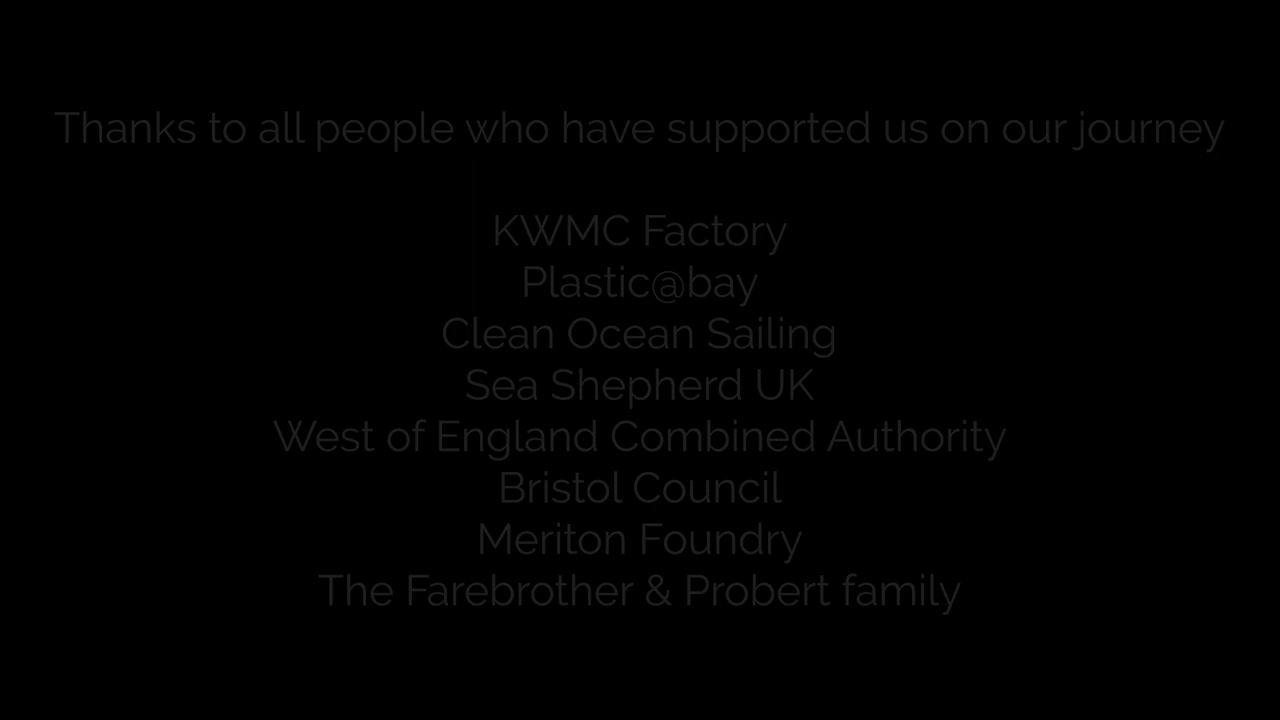 Thanks to all people who have supported us on our journey
KWMC Factory
Plastic@bay
Clean Ocean Sailing
Sea Shepherd UK
West of England Combined Authority
Bristol Council
Meriton Foundry
The Farebrother & Probert family